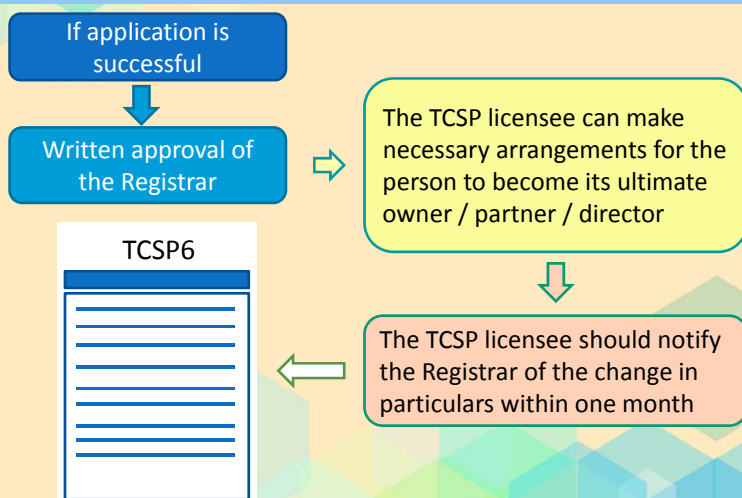 If application is
successful
Written approval of
the Registrar
The TCSP licensee can make
necessary arrangements for the
person to become its ultimate
owner / partner / director
The TCSP licensee should notify
the Registrar of the change in
particulars within one month
TCSP6